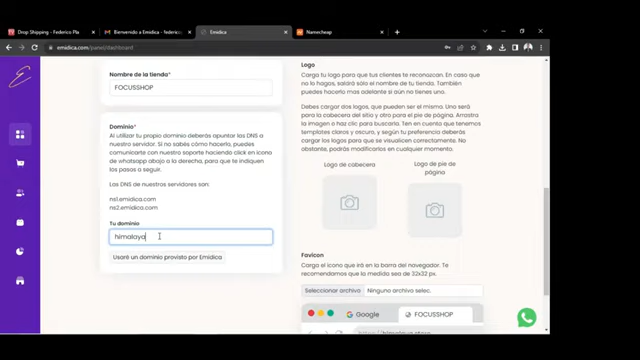 Drop Shipping - Federico Pla
Bienvenido a Emidica - federico
Emidica
Namecheap
emidica.com/panel/dashboard
Nombre de la tienda*
FOCUSSHOP
Dominio*
Al utilizar tu propio dominio deberás apuntar las DNS a
nuestro servidor. Si no sabés cómo hacerlo, puedes
comunicarte con nuestro soporte haciendo click en icono
de whatsapp abajo a la derecha, para que te indiquen
los pasos a seguir.
Las DNS de nuestros servidores son:
ns1.emidica.com
ns2.emidica.com
Tu dominio
himalaya
Usaré un dominio provisto por Emidica
Logo
Carga tu logo para que tus clientes te reconozcan. En caso que
no lo hagas, saldrá solo el nombre de tu tienda. También
puedes hacerlo mas adelante si aún no tienes uno.
Debes cargar dos logos, que pueden ser el mismo. Uno será
para la cabecera del sitio y otro para el pie de página. Arrastra
la imagen o haz clic para buscarla. Ten en cuenta que tenemos
templates claros y oscuro, y según tu preferencia deberás
cargar los logos para que se visualicen correctamente. No
obstante, podrá modificarlos en cualquier momento.
Logo de cabecera
Logo de pie de
página
Favicon
Carga el icono que irá en la barra del navegador. Te
recomendamos que la medida sea de 32x32 px.
Seleccionar archivo
Ninguno archivo selec.
Google
FOCUSSHOP